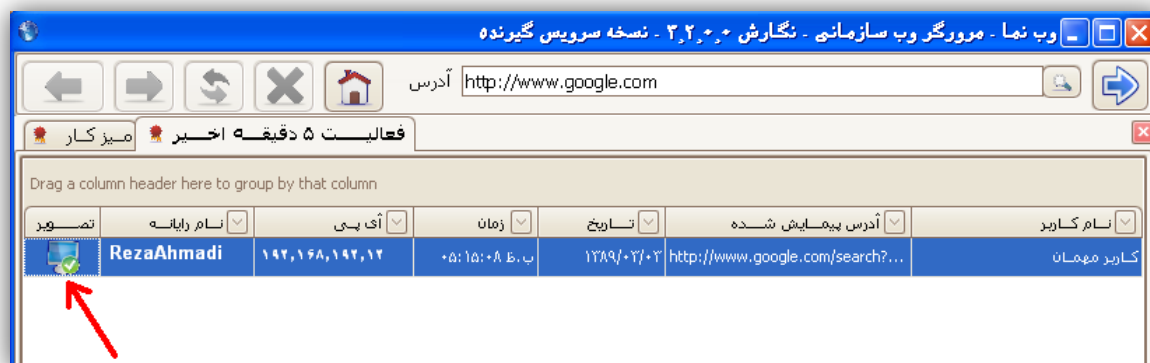 وب نما - مرورگر وب سازمانی - نگارش ۳,۲,۰,۰ - نسخه سرویس گیرنده
آدرس http://www.google.com
فعالیت ۵ دقیقه اخیر میز کار
Drag a column header here to group by that column
نام کاربر آدرس پیمایش شده تاریخ زمان آی پی نام رایانه تصویر
کاربر مهمان http://www.google.com/search?... ۱۳۸۹/۰۳/۰۳ ۰۵:۱۵:۰۸ ب.ظ ۱۹۲,۱۶۸,۱۹۲,۱۲ RezaAhmadi